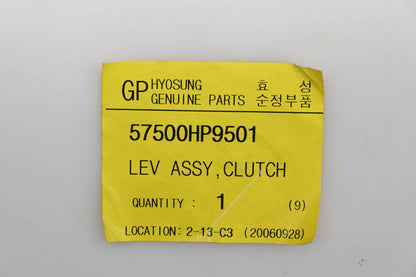 GP HYOSUNG 효 성
GENUINE PARTS 순정부품
57500HP9501
LEV ASSY,CLUTCH
QUANTITY : 1 (9)
LOCATION: 2-13-C3 (20060928)